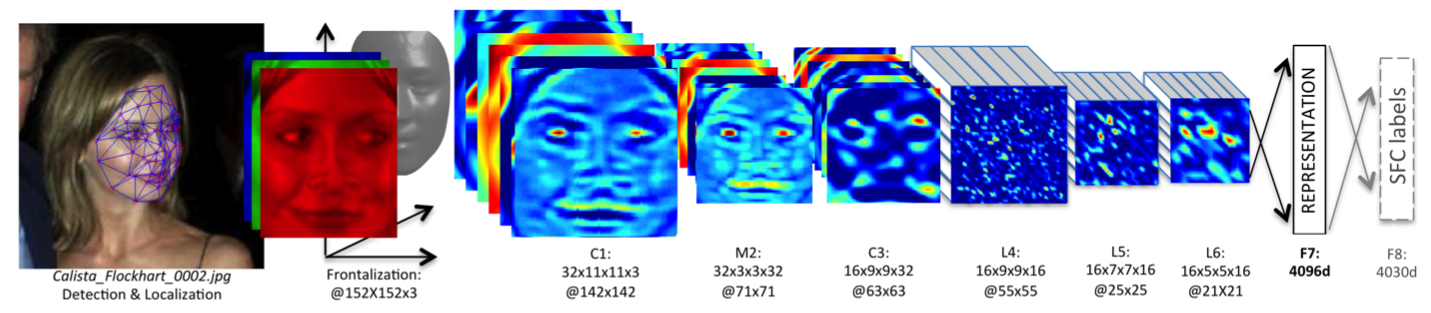 Calista_Flockhart_0002.jpg
Detection & Localization
Frontalization:
@152X152x3
C1:
32x11x11x3
@142x142
M2:
32x3x3x32
@71x71
C3:
16x9x9x32
@63x63
L4:
16x9x9x16
@55x55
L5:
16x7x7x16
@25x25
L6:
16x5x5x16
@21X21
REPRESENTATION
F7:
4096d
SFC labels
F8:
4030d